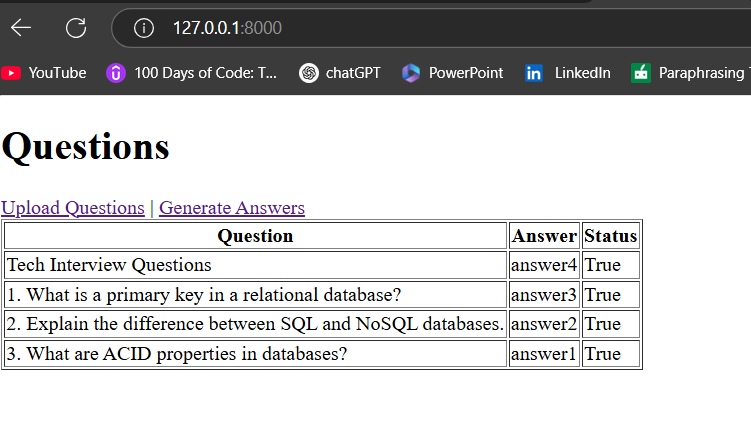 127.0.0.1:8000
YouTube 100 Days of Code: T... chatGPT PowerPoint LinkedIn Paraphrasing
Questions
Upload Questions | Generate Answers
Question Answer Status
Tech Interview Questions answer4 True
1. What is a primary key in a relational database? answer3 True
2. Explain the difference between SQL and NoSQL databases. answer2 True
3. What are ACID properties in databases? answer1 True